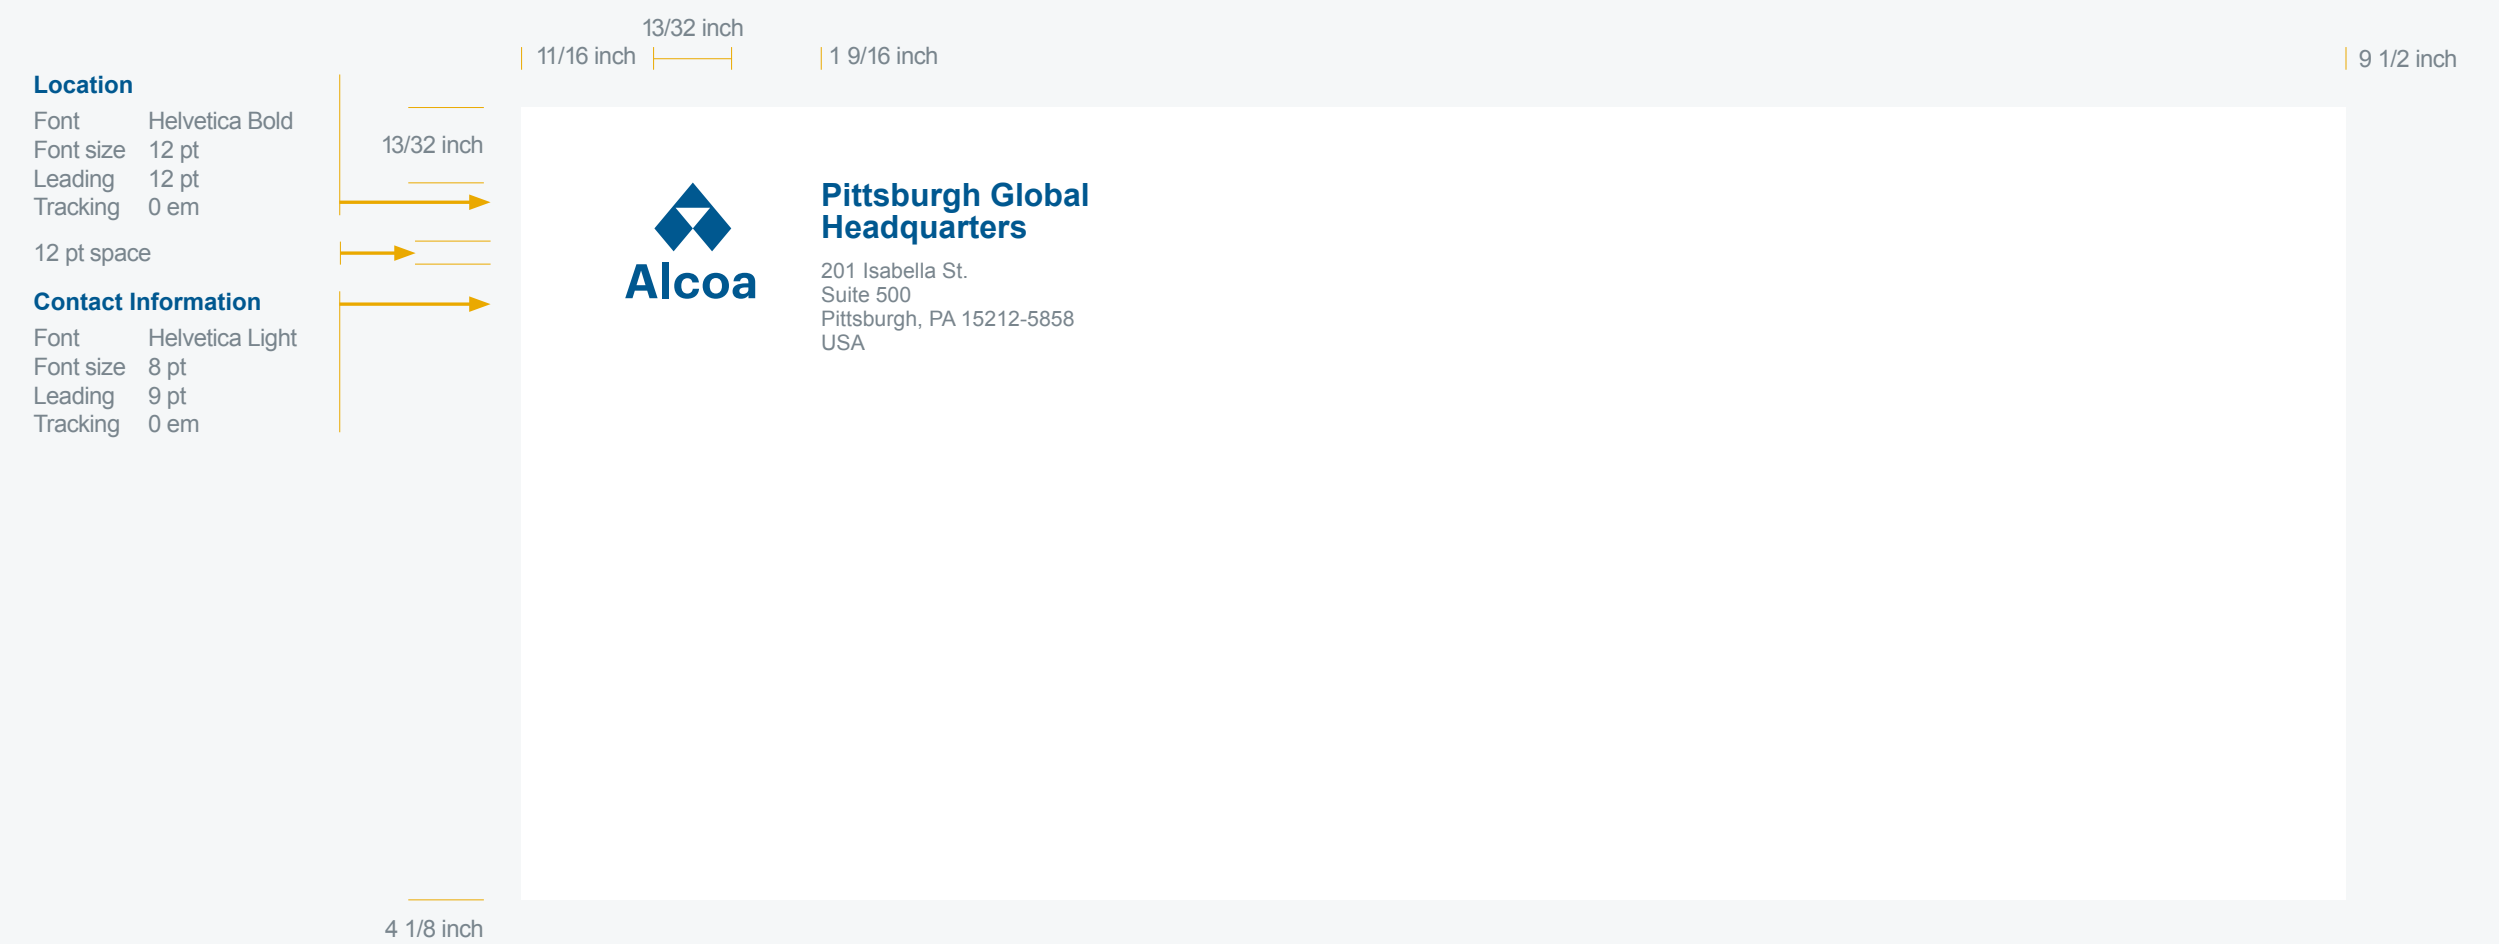 13/32 inch
11/16 inch
1 9/16 inch
9 1/2 inch
Location
Font Helvetica Bold
Font size 12 pt
Leading 12 pt
Tracking 0 em
13/32 inch
12 pt space
Contact Information
Font Helvetica Light
Font size 8 pt
Leading 9 pt
Tracking 0 em
Alcoa
Pittsburgh Global
Headquarters
201 Isabella St.
Suite 500
Pittsburgh, PA 15212-5858
USA
4 1/8 inch